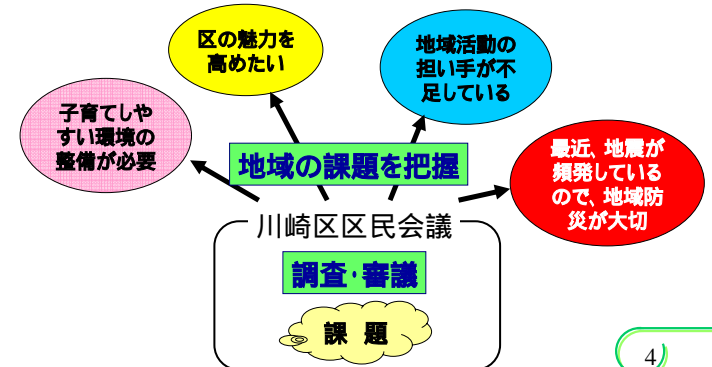 区の魅力を
高めたい
地域活動の
担い手が不
足している
子育てしや
すい環境の
整備が必要
最近、地震が
頻発している
ので、地域防
災が大切
地域の課題を把握
川崎区区民会議
調査・審議
課 題
4